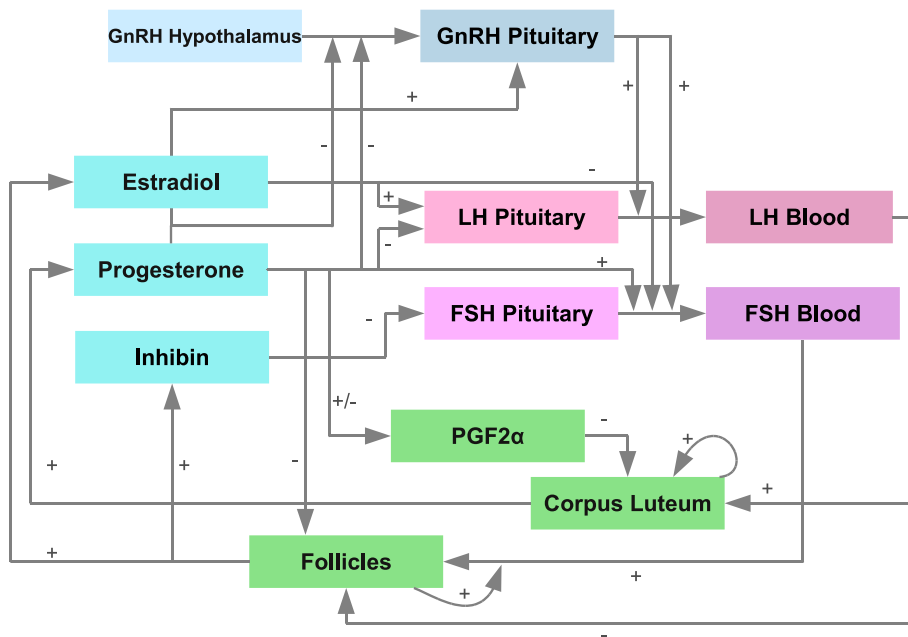 GnRH Hypothalamus
GnRH Pituitary
+
+
+
-
-
Estradiol
-
+
LH Pituitary
LH Blood
-
Progesterone
+
FSH Pituitary
FSH Blood
-
Inhibin
+/-
PGF2α
-
+
+
+
-
Corpus Luteum
+
+
Follicles
+
+
-